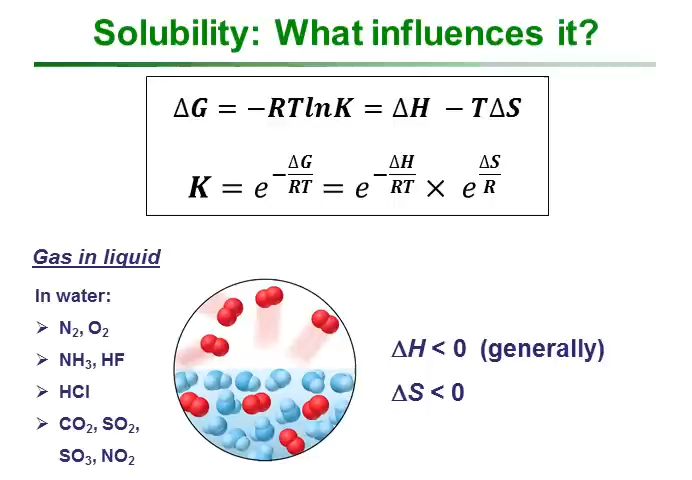 Solubility: What influences it?
ΔG = −RTlnK = ΔH − TΔS
K = e^(−ΔG/RT) = e^(−ΔH/RT) × e^(ΔS/R)
Gas in liquid
In water:
➢ N₂, O₂
➢ NH₃, HF
➢ HCl
➢ CO₂, SO₂,
SO₃, NO₂
ΔH < 0 (generally)
ΔS < 0